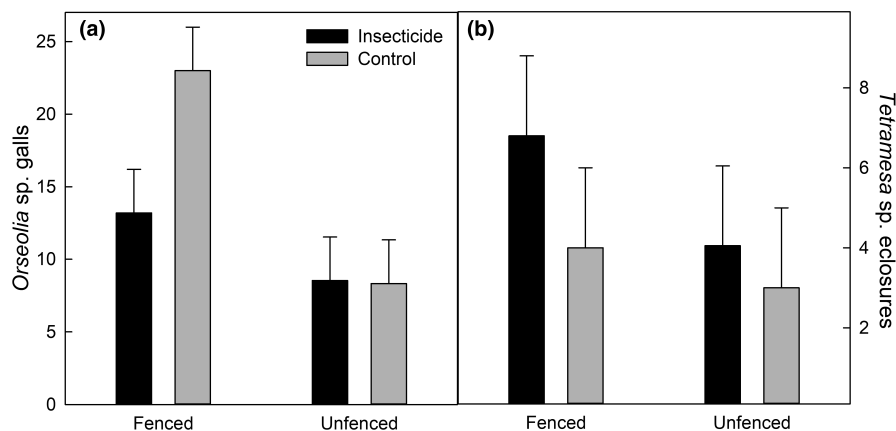 (a)
Insecticide
Control
(b)
25
20
15
10
5
0
Orseolia sp. galls
8
6
4
2
Tetramesa sp. eclosures
Fenced
Unfenced
Fenced
Unfenced